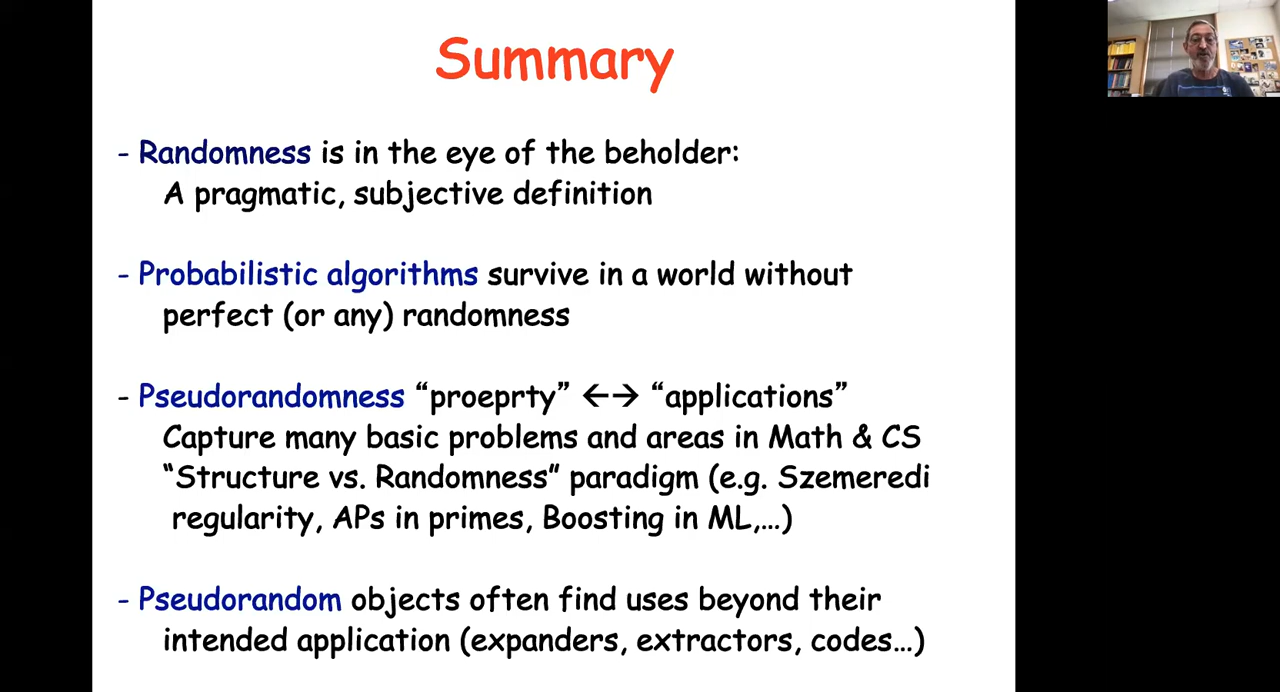 Summary
- Randomness is in the eye of the beholder:
A pragmatic, subjective definition
- Probabilistic algorithms survive in a world without
perfect (or any) randomness
- Pseudorandomness “proeprty” ←→ “applications”
Capture many basic problems and areas in Math & CS
“Structure vs. Randomness” paradigm (e.g. Szemeredi
regularity, APs in primes, Boosting in ML,…)
- Pseudorandom objects often find uses beyond their
intended application (expanders, extractors, codes…)